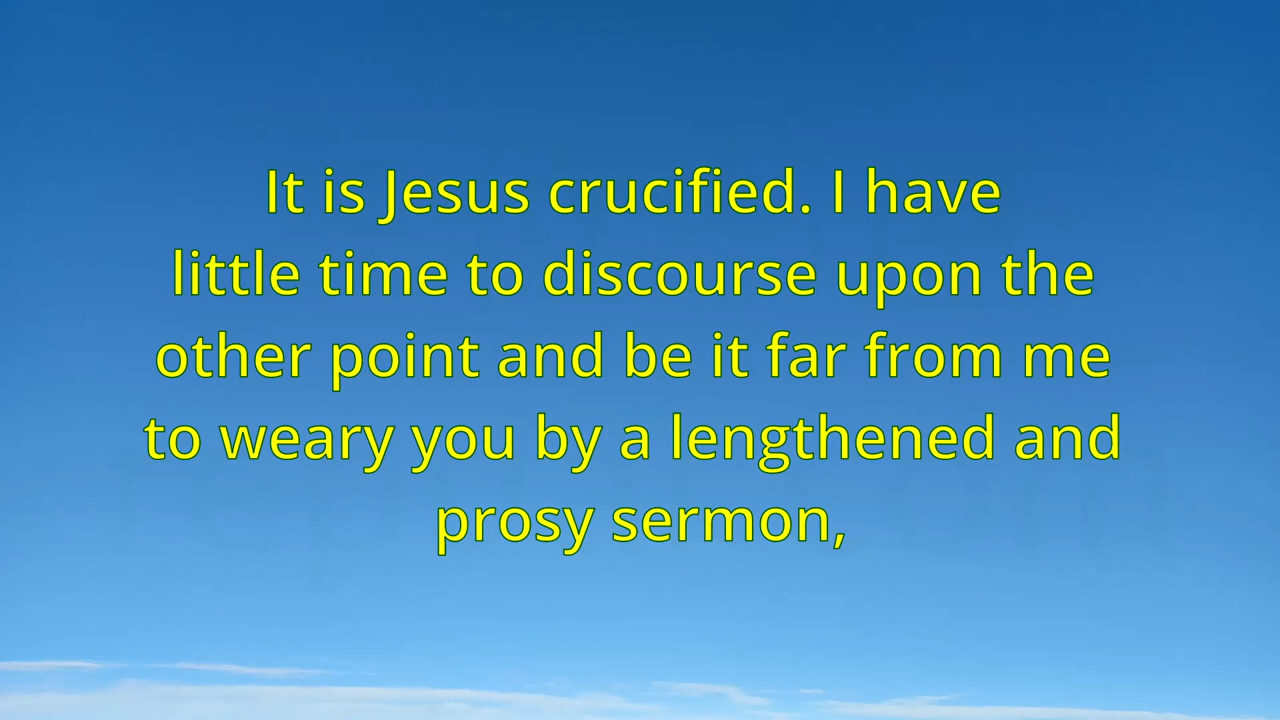 It is Jesus crucified. I have
little time to discourse upon the
other point and be it far from me
to weary you by a lengthened and
prosy sermon,